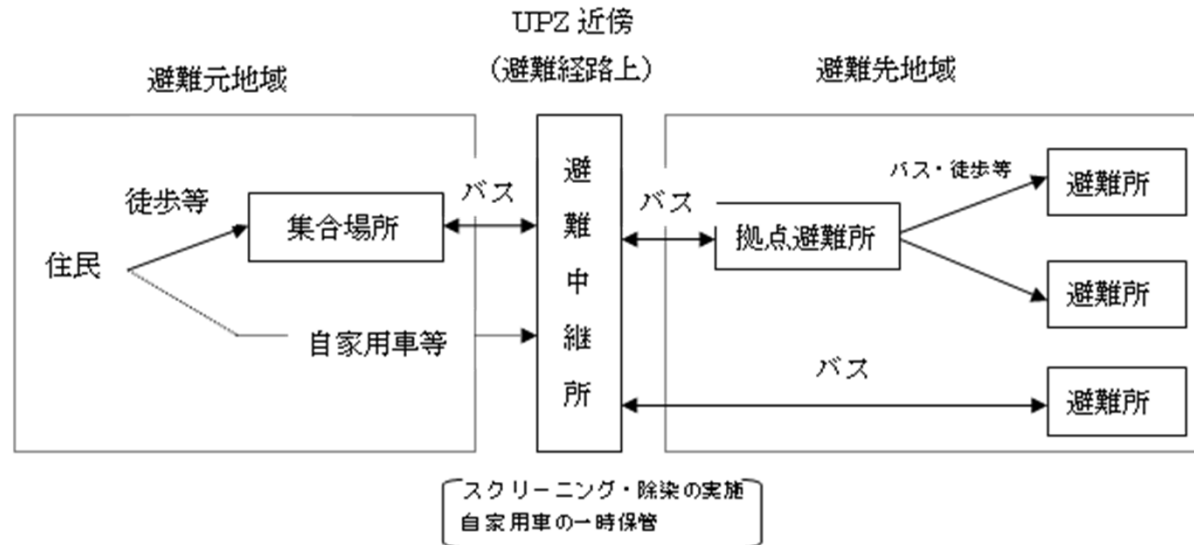 UPZ 近傍
(避難経路上)
避難元地域
避難先地域
徒歩等
バス
集合場所
住民
自家用車等
避難中継所
バス
バス・徒歩等
拠点避難所
避難所
避難所
バス
避難所
スクリーニング・除染の実施
自家用車の一時保管